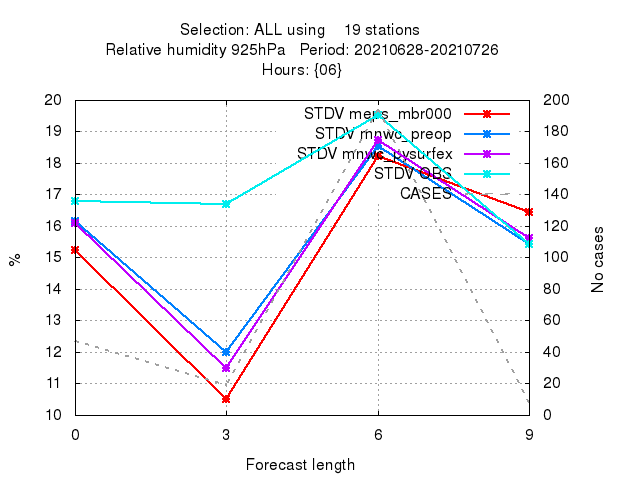 Selection: ALL using 19 stations
Relative humidity 925hPa Period: 20210628-20210726
Hours: {06}
STDV meps_mbr000
STDV mnwc_preop
STDV mnwc_pysurfex
STDV OBS
CASES
20
19
18
17
16
15
14
13
12
11
10
%
200
180
160
140
120
100
80
60
40
20
0
No cases
0 3 6 9
Forecast length